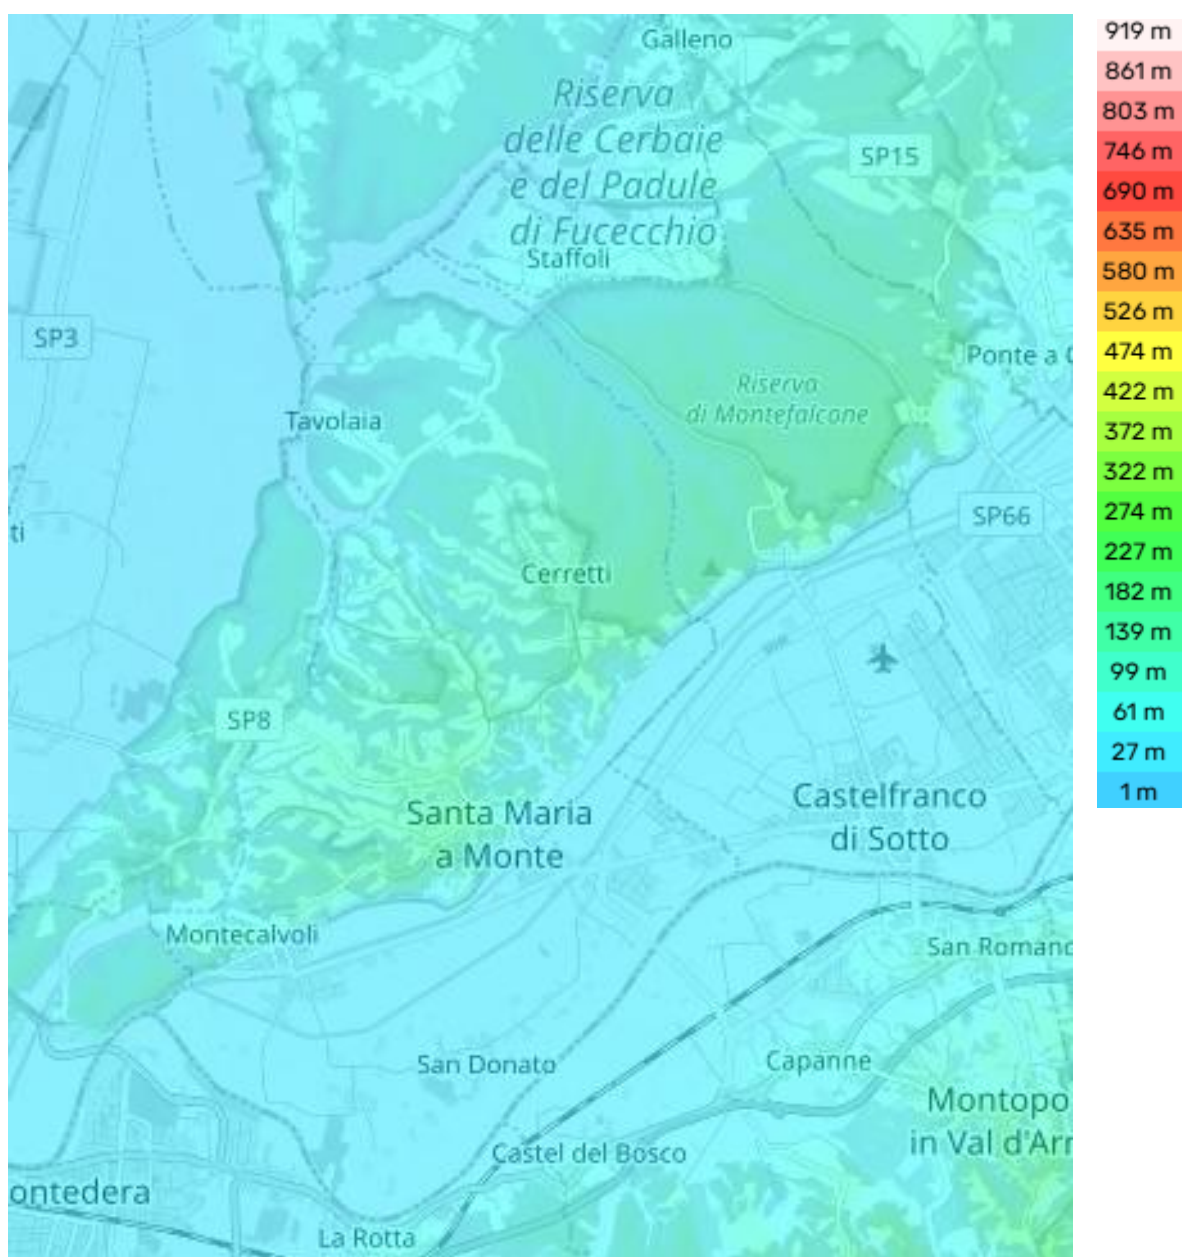 Galleno
Riserva
delle Cerbaie
e del Padule
di Fucecchio
SP15
Staffoli
SP3
Ponte a C
Riserva
di Montefalcone
Tavolaia
SP66
ti
Cerretti
SP8
Santa Maria
a Monte
Castelfranco
di Sotto
Montecalvoli
San Romano
San Donato
Capanne
Montopo
in Val d'Arn
Castel del Bosco
ontedera
La Rotta
919 m
861 m
803 m
746 m
690 m
635 m
580 m
526 m
474 m
422 m
372 m
322 m
274 m
227 m
182 m
139 m
99 m
61 m
27 m
1 m